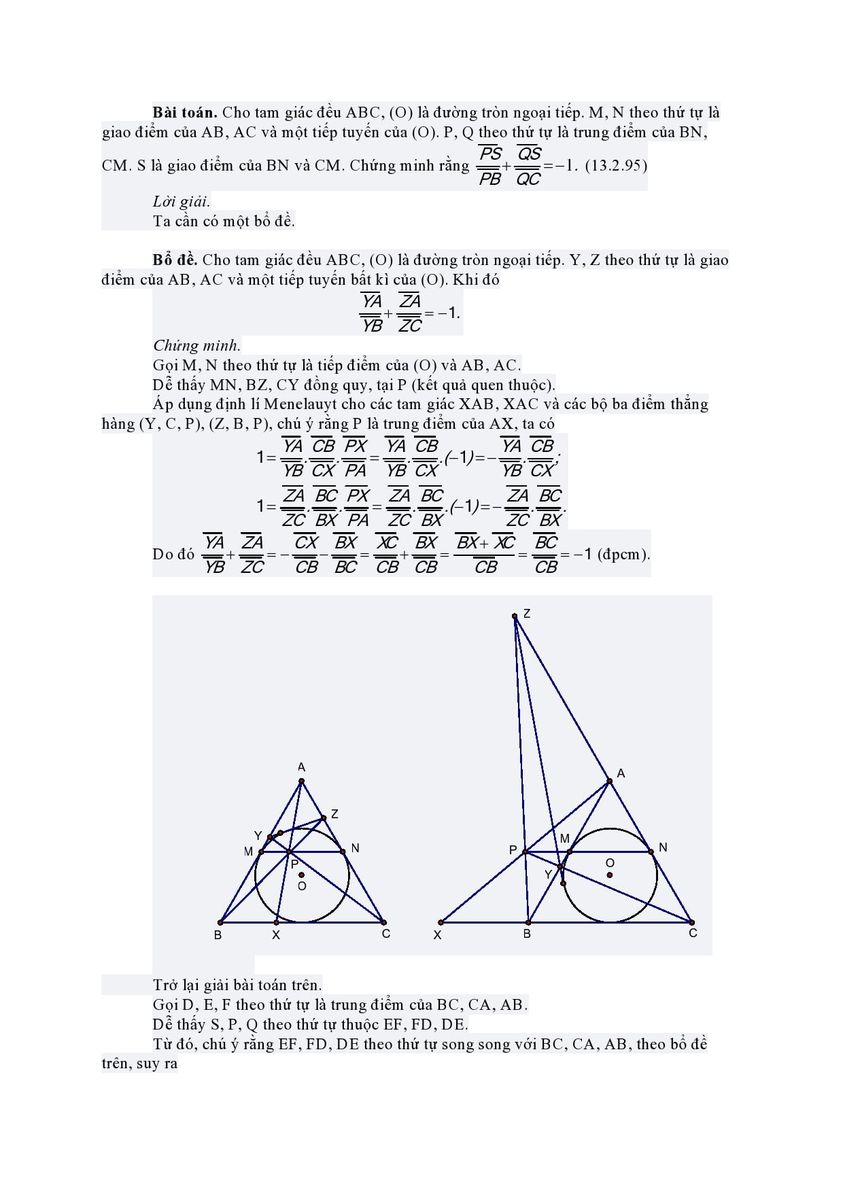 Bài toán. Cho tam giác đều ABC, (O) là đường tròn ngoại tiếp. M, N theo thứ tự là
giao điểm của AB, AC và một tiếp tuyến của (O). P, Q theo thứ tự là trung điểm của BN,
CM. S là giao điểm của BN và CM. Chứng minh rằng $\frac{\overline{PS}}{\overline{PB}}+\frac{\overline{QS}}{\overline{QC}}=-1$. (13.2.95)
Lời giải.
Ta cần có một bổ đề.
Bổ đề. Cho tam giác đều ABC, (O) là đường tròn ngoại tiếp. Y, Z theo thứ tự là giao
điểm của AB, AC và một tiếp tuyến bất kì của (O). Khi đó
$\frac{\overline{YA}}{\overline{YB}}+\frac{\overline{ZA}}{\overline{ZC}}=-1.$
Chứng minh.
Gọi M, N theo thứ tự là tiếp điểm của (O) và AB, AC.
Dễ thấy MN, BZ, CY đồng quy, tại P (kết quả quen thuộc).
Áp dụng định lí Menelauyt cho các tam giác XAB, XAC và các bộ ba điểm thẳng
hàng (Y, C, P), (Z, B, P), chú ý rằng P là trung điểm của AX, ta có
$1=\frac{\overline{YA}}{\overline{YB}}.\frac{\overline{CB}}{\overline{CX}}.\frac{\overline{PX}}{\overline{PA}}=\frac{\overline{YA}}{\overline{YB}}.\frac{\overline{CB}}{\overline{CX}}.(-1)=-\frac{\overline{YA}}{\overline{YB}}.\frac{\overline{CB}}{\overline{CX}};$
$1=\frac{\overline{ZA}}{\overline{ZC}}.\frac{\overline{BC}}{\overline{BX}}.\frac{\overline{PX}}{\overline{PA}}=\frac{\overline{ZA}}{\overline{ZC}}.\frac{\overline{BC}}{\overline{BX}}.(-1)=-\frac{\overline{ZA}}{\overline{ZC}}.\frac{\overline{BC}}{\overline{BX}}.$
Do đó $\frac{\overline{YA}}{\overline{YB}}+\frac{\overline{ZA}}{\overline{ZC}}=-\frac{\overline{CX}}{\overline{CB}}-\frac{\overline{BX}}{\overline{BC}}=\frac{\overline{XC}}{\overline{CB}}+\frac{\overline{BX}}{\overline{CB}}=\frac{\overline{BX}+\overline{XC}}{\overline{CB}}=\frac{\overline{BC}}{\overline{CB}}=-1$ (đpcm).
A
Z
Y
M
N
P
O
B
X
C
Z
A
M
P
N
O
Y
X
B
C
Trở lại giải bài toán trên.
Gọi D, E, F theo thứ tự là trung điểm của BC, CA, AB.
Dễ thấy S, P, Q theo thứ tự thuộc EF, FD, DE.
Từ đó, chú ý rằng EF, FD, DE theo thứ tự song song với BC, CA, AB, theo bổ đề
trên, suy ra